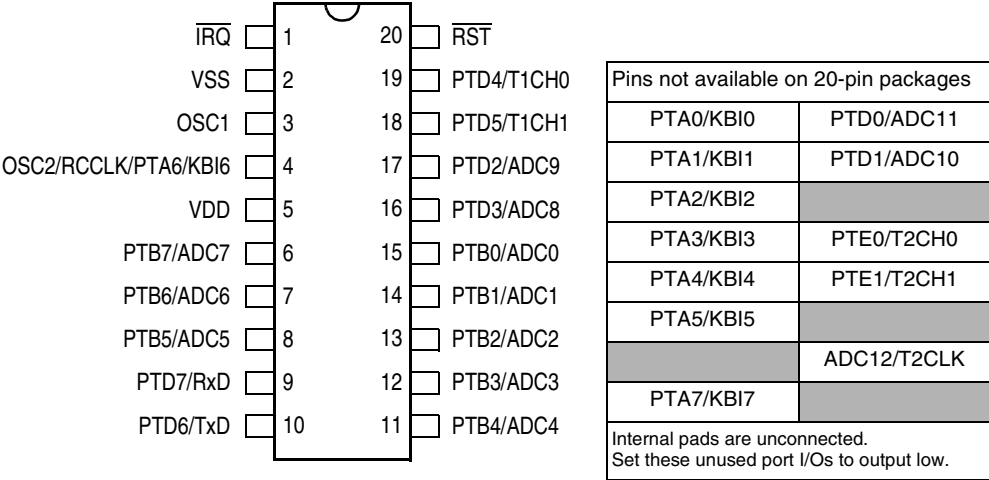 IRQ 1 20 RST
VSS 2 19 PTD4/T1CH0
OSC1 3 18 PTD5/T1CH1
OSC2/RCCLK/PTA6/KBI6 4 17 PTD2/ADC9
VDD 5 16 PTD3/ADC8
PTB7/ADC7 6 15 PTB0/ADC0
PTB6/ADC6 7 14 PTB1/ADC1
PTB5/ADC5 8 13 PTB2/ADC2
PTD7/RxD 9 12 PTB3/ADC3
PTD6/TxD 10 11 PTB4/ADC4
Pins not available on 20-pin packages
PTA0/KBI0 PTD0/ADC11
PTA1/KBI1 PTD1/ADC10
PTA2/KBI2
PTA3/KBI3 PTE0/T2CH0
PTA4/KBI4 PTE1/T2CH1
PTA5/KBI5
ADC12/T2CLK
PTA7/KBI7
Internal pads are unconnected.
Set these unused port I/Os to output low.